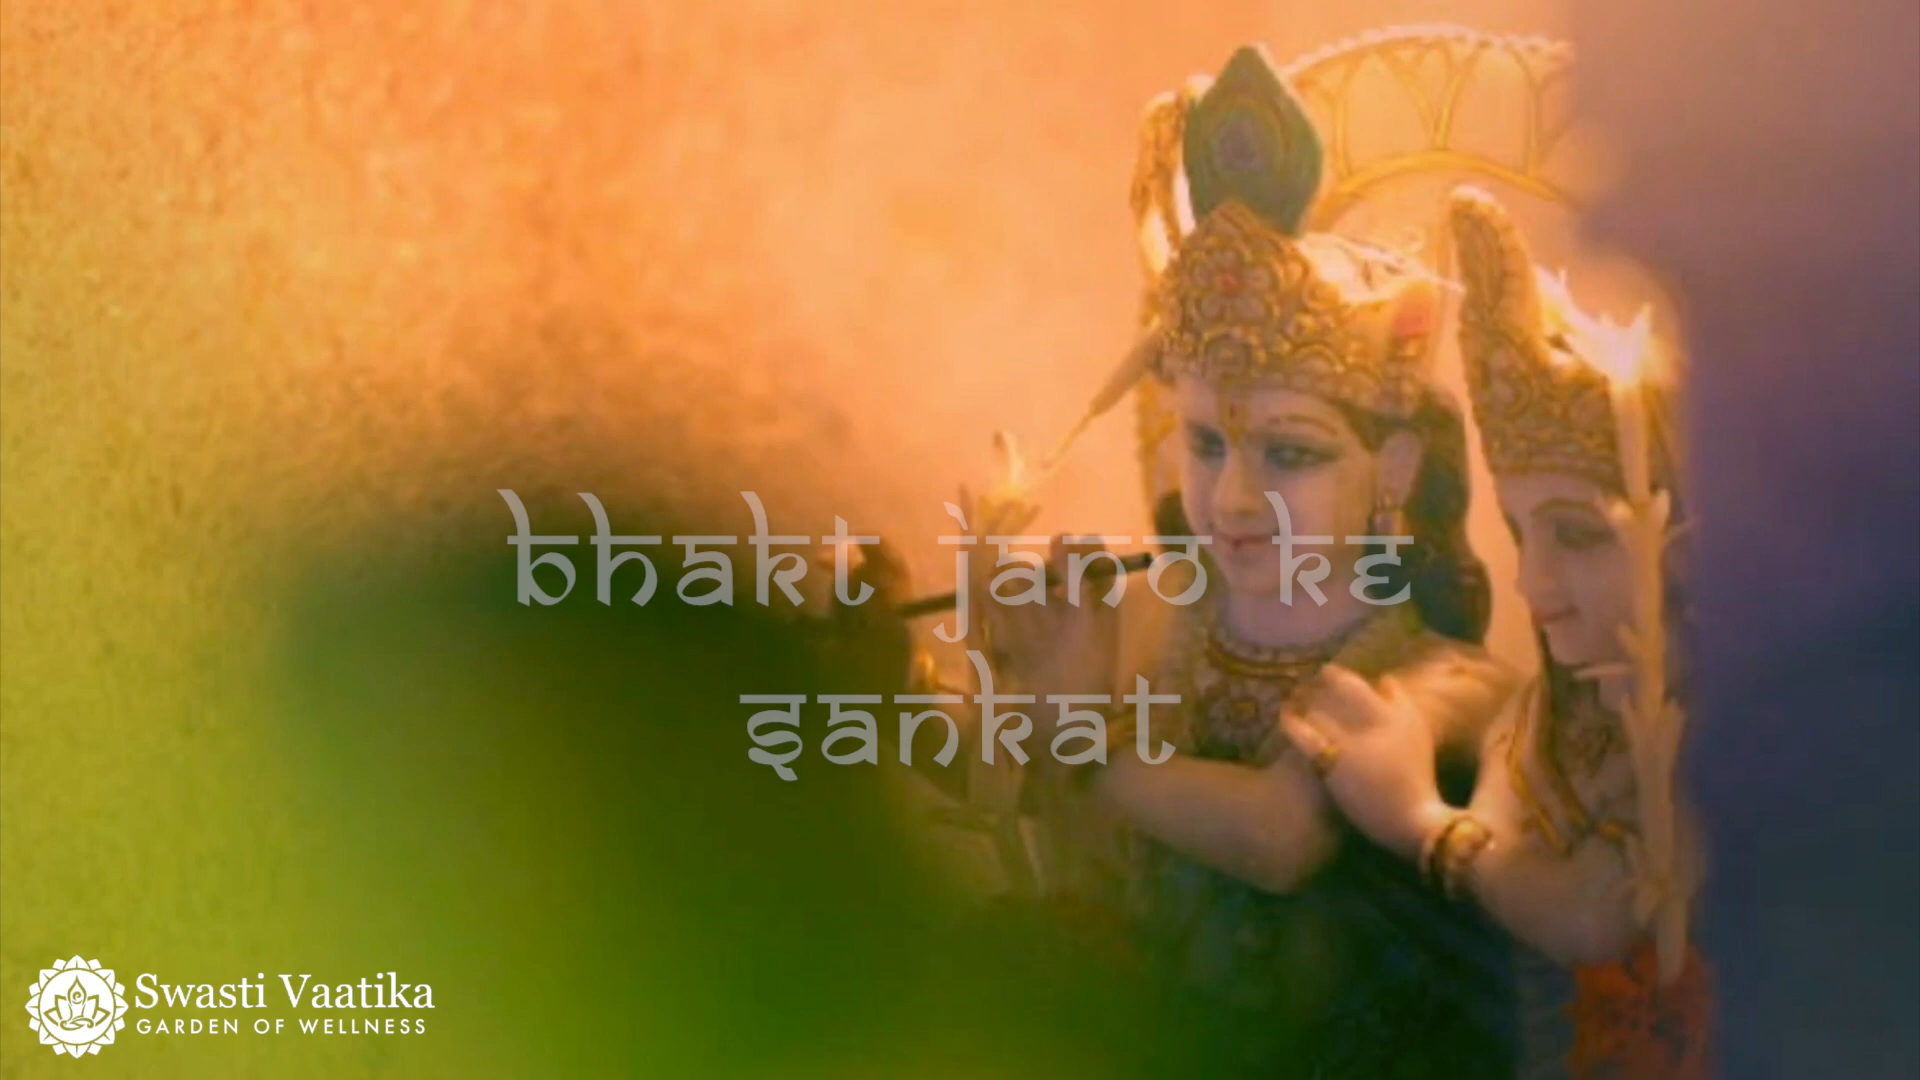 bhakt jano ke
sankat
Swasti Vaatika
GARDEN OF WELLNESS